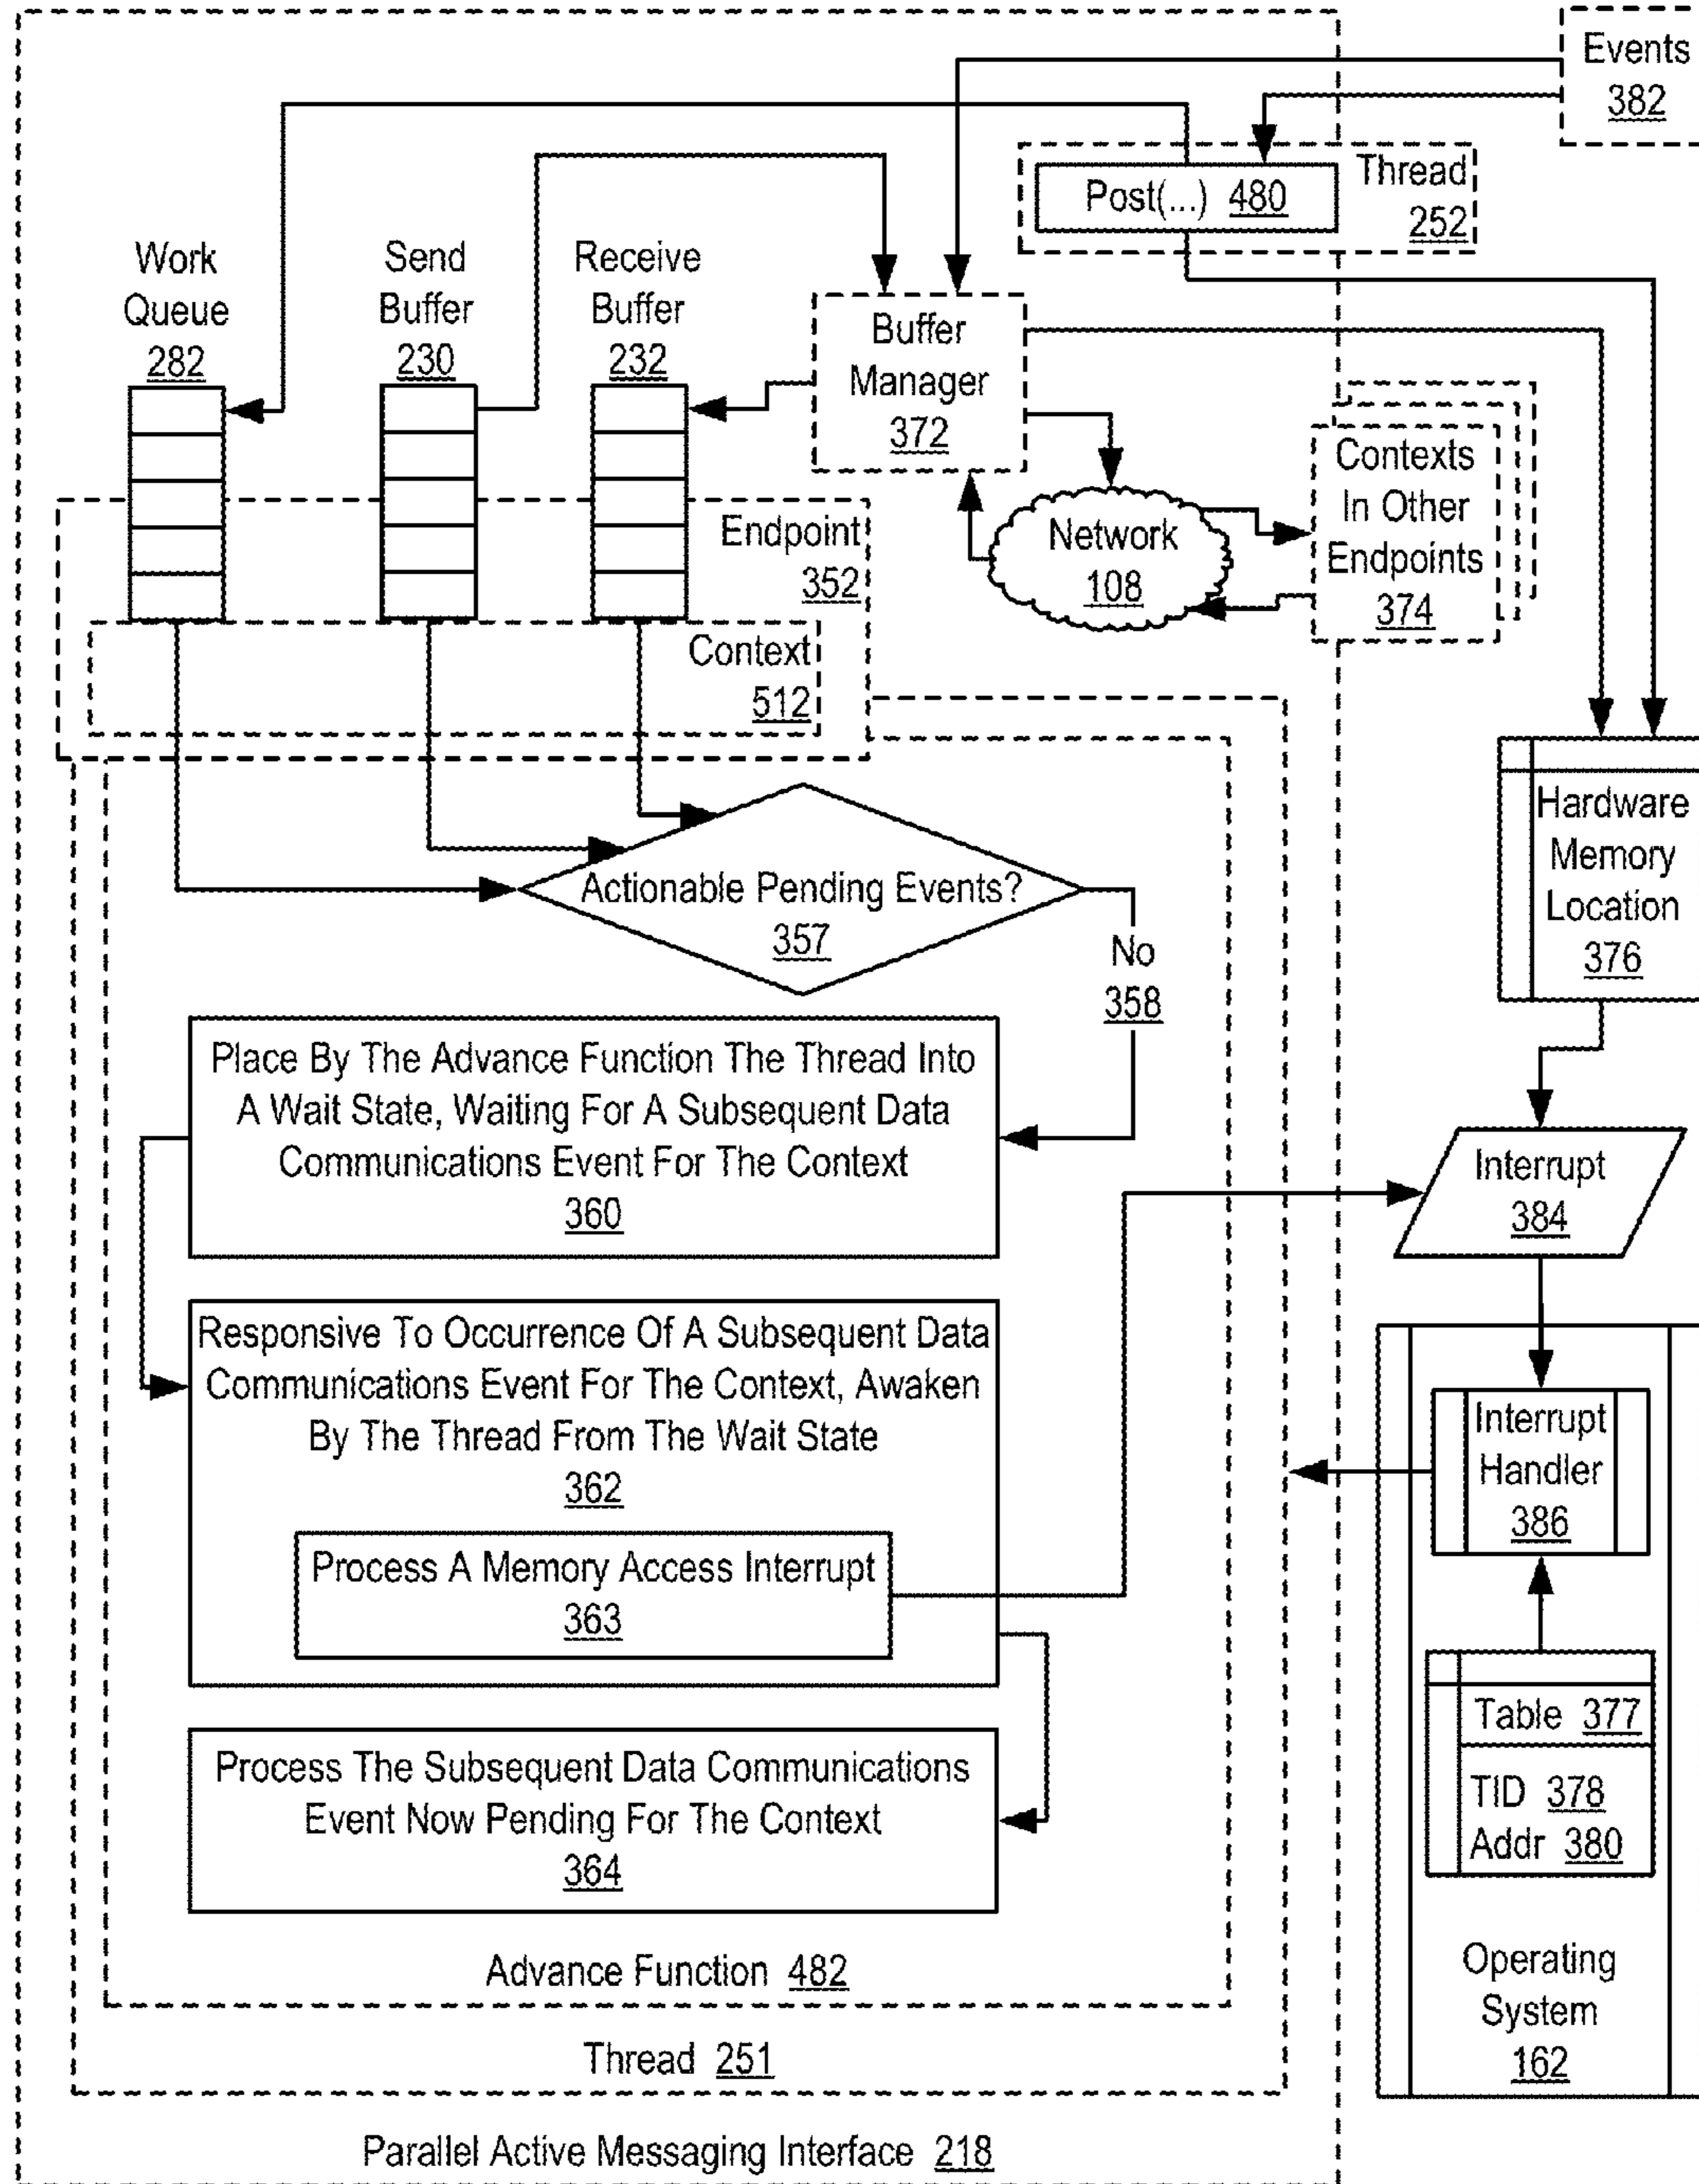 Events
382
Thread
252
Post(...) 480
Work
Queue
282
Send
Buffer
230
Receive
Buffer
232
Buffer
Manager
372
Contexts
In Other
Endpoints
374
Network
108
Endpoint
352
Context
512
Hardware
Memory
Location
376
Actionable Pending Events?
357
No
358
Place By The Advance Function The Thread Into
A Wait State, Waiting For A Subsequent Data
Communications Event For The Context
360
Interrupt
384
Responsive To Occurrence Of A Subsequent Data
Communications Event For The Context, Awaken
By The Thread From The Wait State
362
Process A Memory Access Interrupt
363
Interrupt
Handler
386
Table 377
TID 378
Addr 380
Process The Subsequent Data Communications
Event Now Pending For The Context
364
Advance Function 482
Operating
System
162
Thread 251
Parallel Active Messaging Interface 218